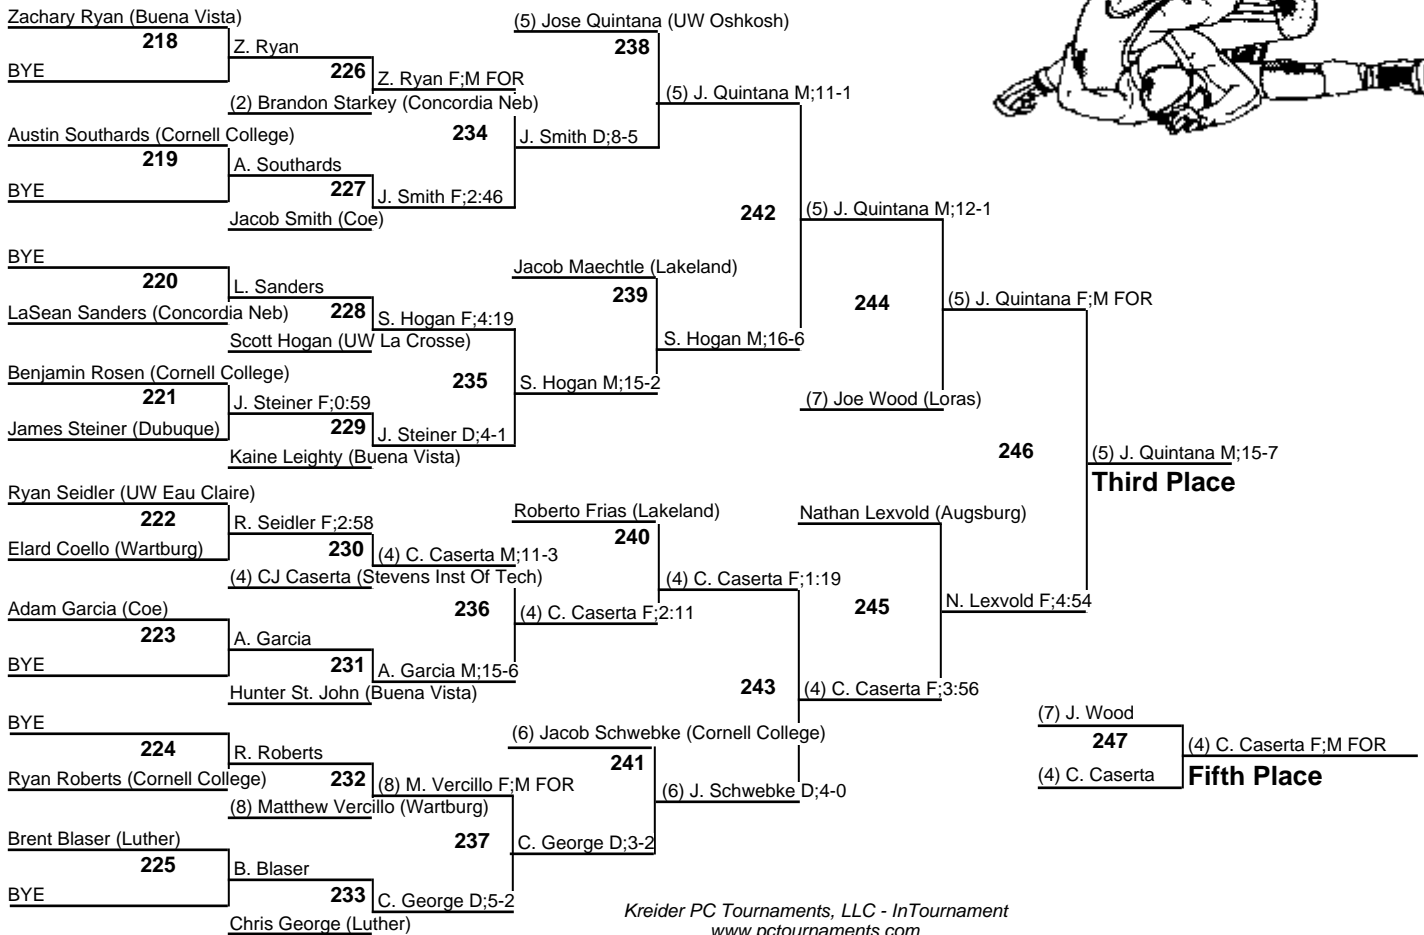 Zachary Ryan (Buena Vista)
218
BYE
Z. Ryan
226
(2) Brandon Starkey (Concordia Neb)
Z. Ryan F;M FOR
Austin Southards (Cornell College)
219
BYE
A. Southards
227
Jacob Smith (Coe)
J. Smith F;2:46
234
J. Smith D;8-5
(5) Jose Quintana (UW Oshkosh)
238
(5) J. Quintana M;11-1
BYE
220
LaSean Sanders (Concordia Neb)
L. Sanders
228
Scott Hogan (UW La Crosse)
S. Hogan F;4:19
Benjamin Rosen (Cornell College)
221
James Steiner (Dubuque)
J. Steiner F;0:59
229
Kaine Leighty (Buena Vista)
J. Steiner D;4-1
235
S. Hogan M;15-2
Jacob Maechtle (Lakeland)
239
S. Hogan M;16-6
242
(5) J. Quintana M;12-1
244
(7) Joe Wood (Loras)
(5) J. Quintana F;M FOR
Ryan Seidler (UW Eau Claire)
222
Elard Coello (Wartburg)
R. Seidler F;2:58
230
(4) CJ Caserta (Stevens Inst Of Tech)
(4) C. Caserta M;11-3
Adam Garcia (Coe)
223
BYE
A. Garcia
231
Hunter St. John (Buena Vista)
A. Garcia M;15-6
236
(4) C. Caserta F;2:11
Roberto Frias (Lakeland)
240
(4) C. Caserta F;1:19
BYE
224
Ryan Roberts (Cornell College)
R. Roberts
232
(8) Matthew Vercillo (Wartburg)
(8) M. Vercillo F;M FOR
Brent Blaser (Luther)
225
BYE
B. Blaser
233
Chris George (Luther)
C. George D;5-2
237
C. George D;3-2
(6) Jacob Schwebke (Cornell College)
241
(6) J. Schwebke D;4-0
243
(4) C. Caserta F;3:56
Nathan Lexvold (Augsburg)
245
N. Lexvold F;4:54
246
(5) J. Quintana M;15-7
Third Place
(7) J. Wood
247
(4) C. Caserta
(4) C. Caserta F;M FOR
Fifth Place
Kreider PC Tournaments, LLC - InTournament
www.pctournaments.com